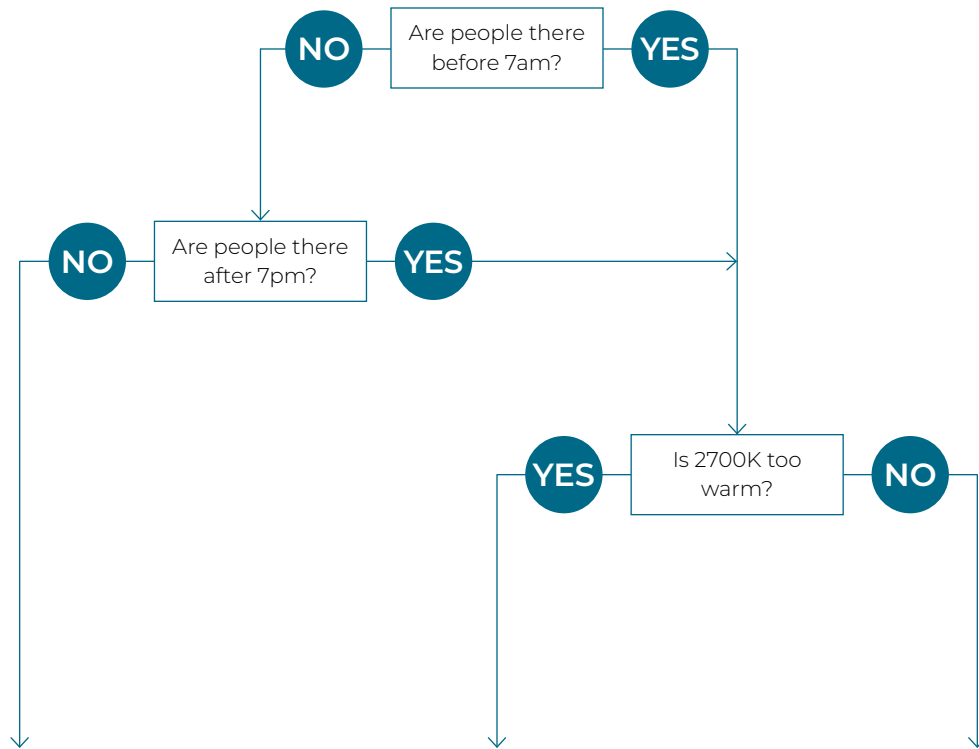 NO
Are people there
before 7am?
YES
NO
Are people there
after 7pm?
YES
YES
Is 2700K too
warm?
NO